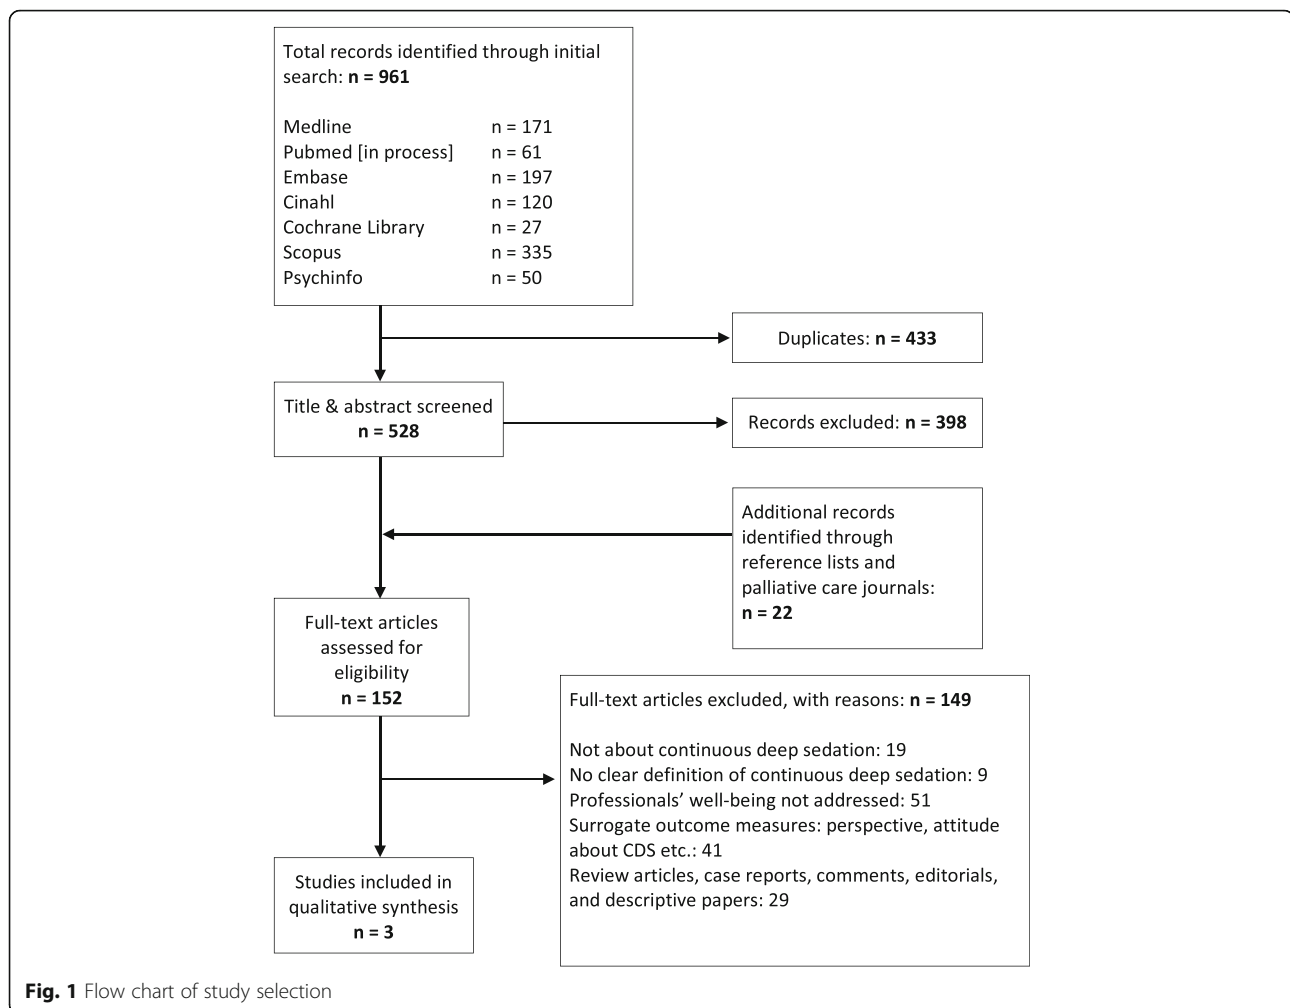 Total records identified through initial
search: n = 961
Medline n = 171
Pubmed [in process] n = 61
Embase n = 197
Cinahl n = 120
Cochrane Library n = 27
Scopus n = 335
Psychinfo n = 50
Duplicates: n = 433
Title & abstract screened
n = 528
Records excluded: n = 398
Additional records
identified through
reference lists and
palliative care journals:
n = 22
Full-text articles
assessed for
eligibility
n = 152
Full-text articles excluded, with reasons: n = 149
Not about continuous deep sedation: 19
No clear definition of continuous deep sedation: 9
Professionals’ well-being not addressed: 51
Surrogate outcome measures: perspective, attitude
about CDS etc.: 41
Review articles, case reports, comments, editorials,
and descriptive papers: 29
Studies included in
qualitative synthesis
n = 3
Fig. 1 Flow chart of study selection